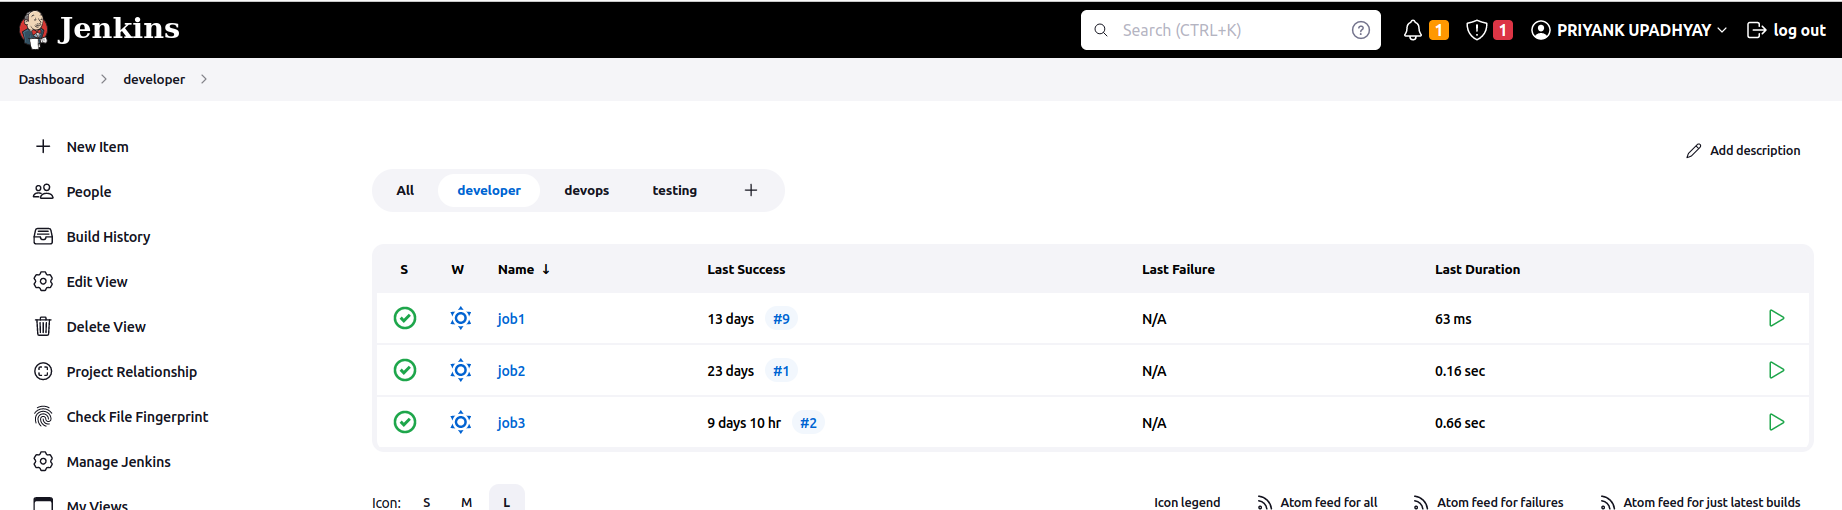 Jenkins
Search (CTRL+K)
1
1
PRIYANK UPADHYAY
log out
Dashboard
developer
New Item
People
Build History
Edit View
Delete View
Project Relationship
Check File Fingerprint
Manage Jenkins
My Views
Add description
All developer devops testing +
S W Name ↓ Last Success Last Failure Last Duration
job1 13 days #9 N/A 63 ms
job2 23 days #1 N/A 0.16 sec
job3 9 days 10 hr #2 N/A 0.66 sec
Icon: S M L
Icon legend Atom feed for all Atom feed for failures Atom feed for just latest builds